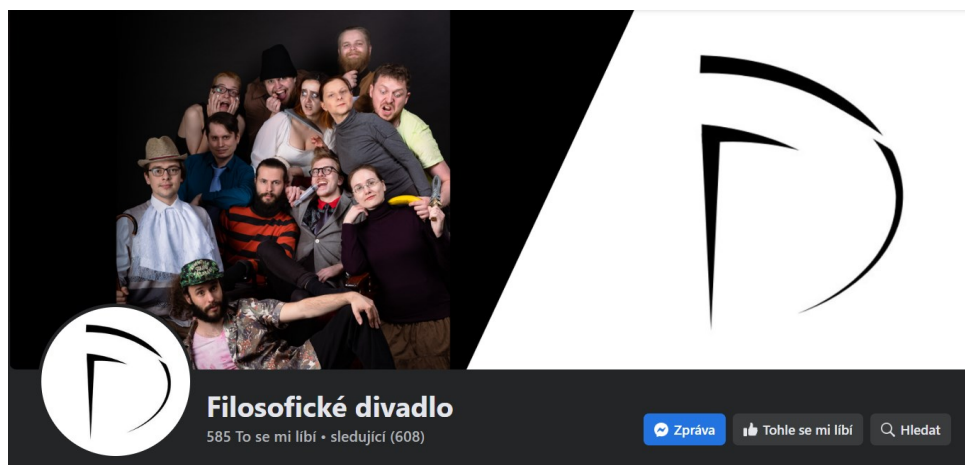 Filosofické divadlo
585 To se mi líbí • sledující (608)
Zpráva
Tohle se mi líbí
Hledat